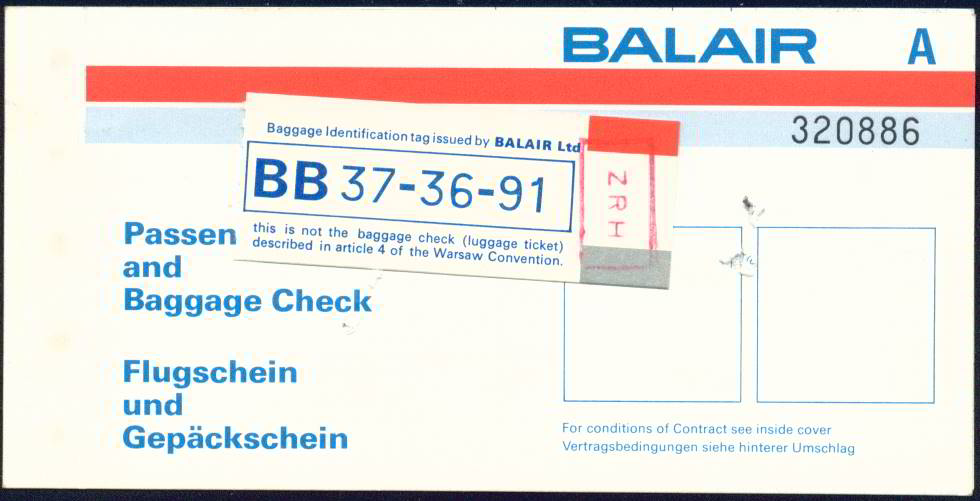 BALAIR A
320886
Baggage Identification tag issued by BALAIR Ltd
BB 37-36-91
this is not the baggage check (luggage ticket)
described in article 4 of the Warsaw Convention.
ZRH
Passen
and
Baggage Check
Flugschein
und
Gepäckschein
For conditions of Contract see inside cover
Vertragsbedingungen siehe hinterer Umschlag